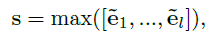 s = max([ẽ₁, ..., ẽₗ]),